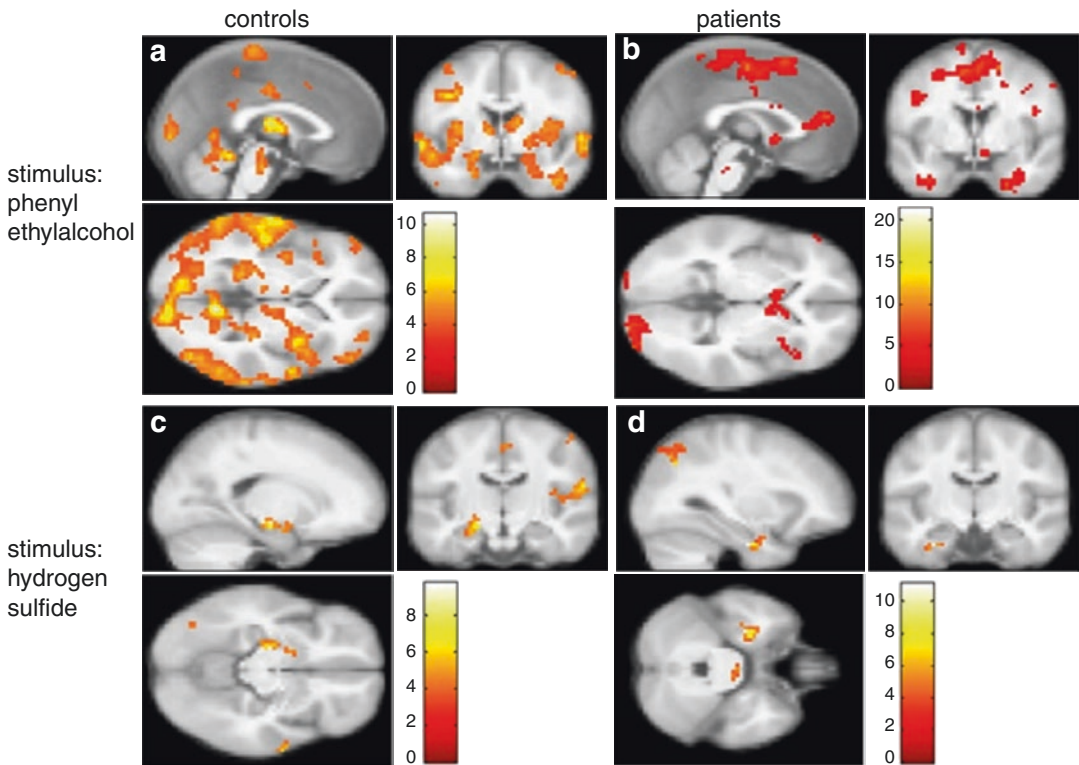 controls
patients
a
b
stimulus:
phenyl
ethylalcohol
10
8
6
4
2
0
20
15
10
5
0
c
d
stimulus:
hydrogen
sulfide
8
6
4
2
0
10
8
6
4
2
0